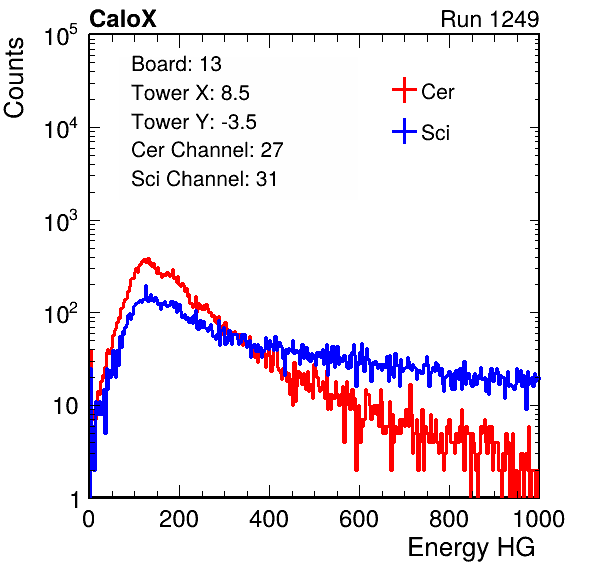 CaloX Run 1249
10^5
10^4
10^3
10^2
10
1
Counts
Board: 13
Tower X: 8.5
Tower Y: -3.5
Cer Channel: 27
Sci Channel: 31
Cer
Sci
0 200 400 600 800 1000
Energy HG